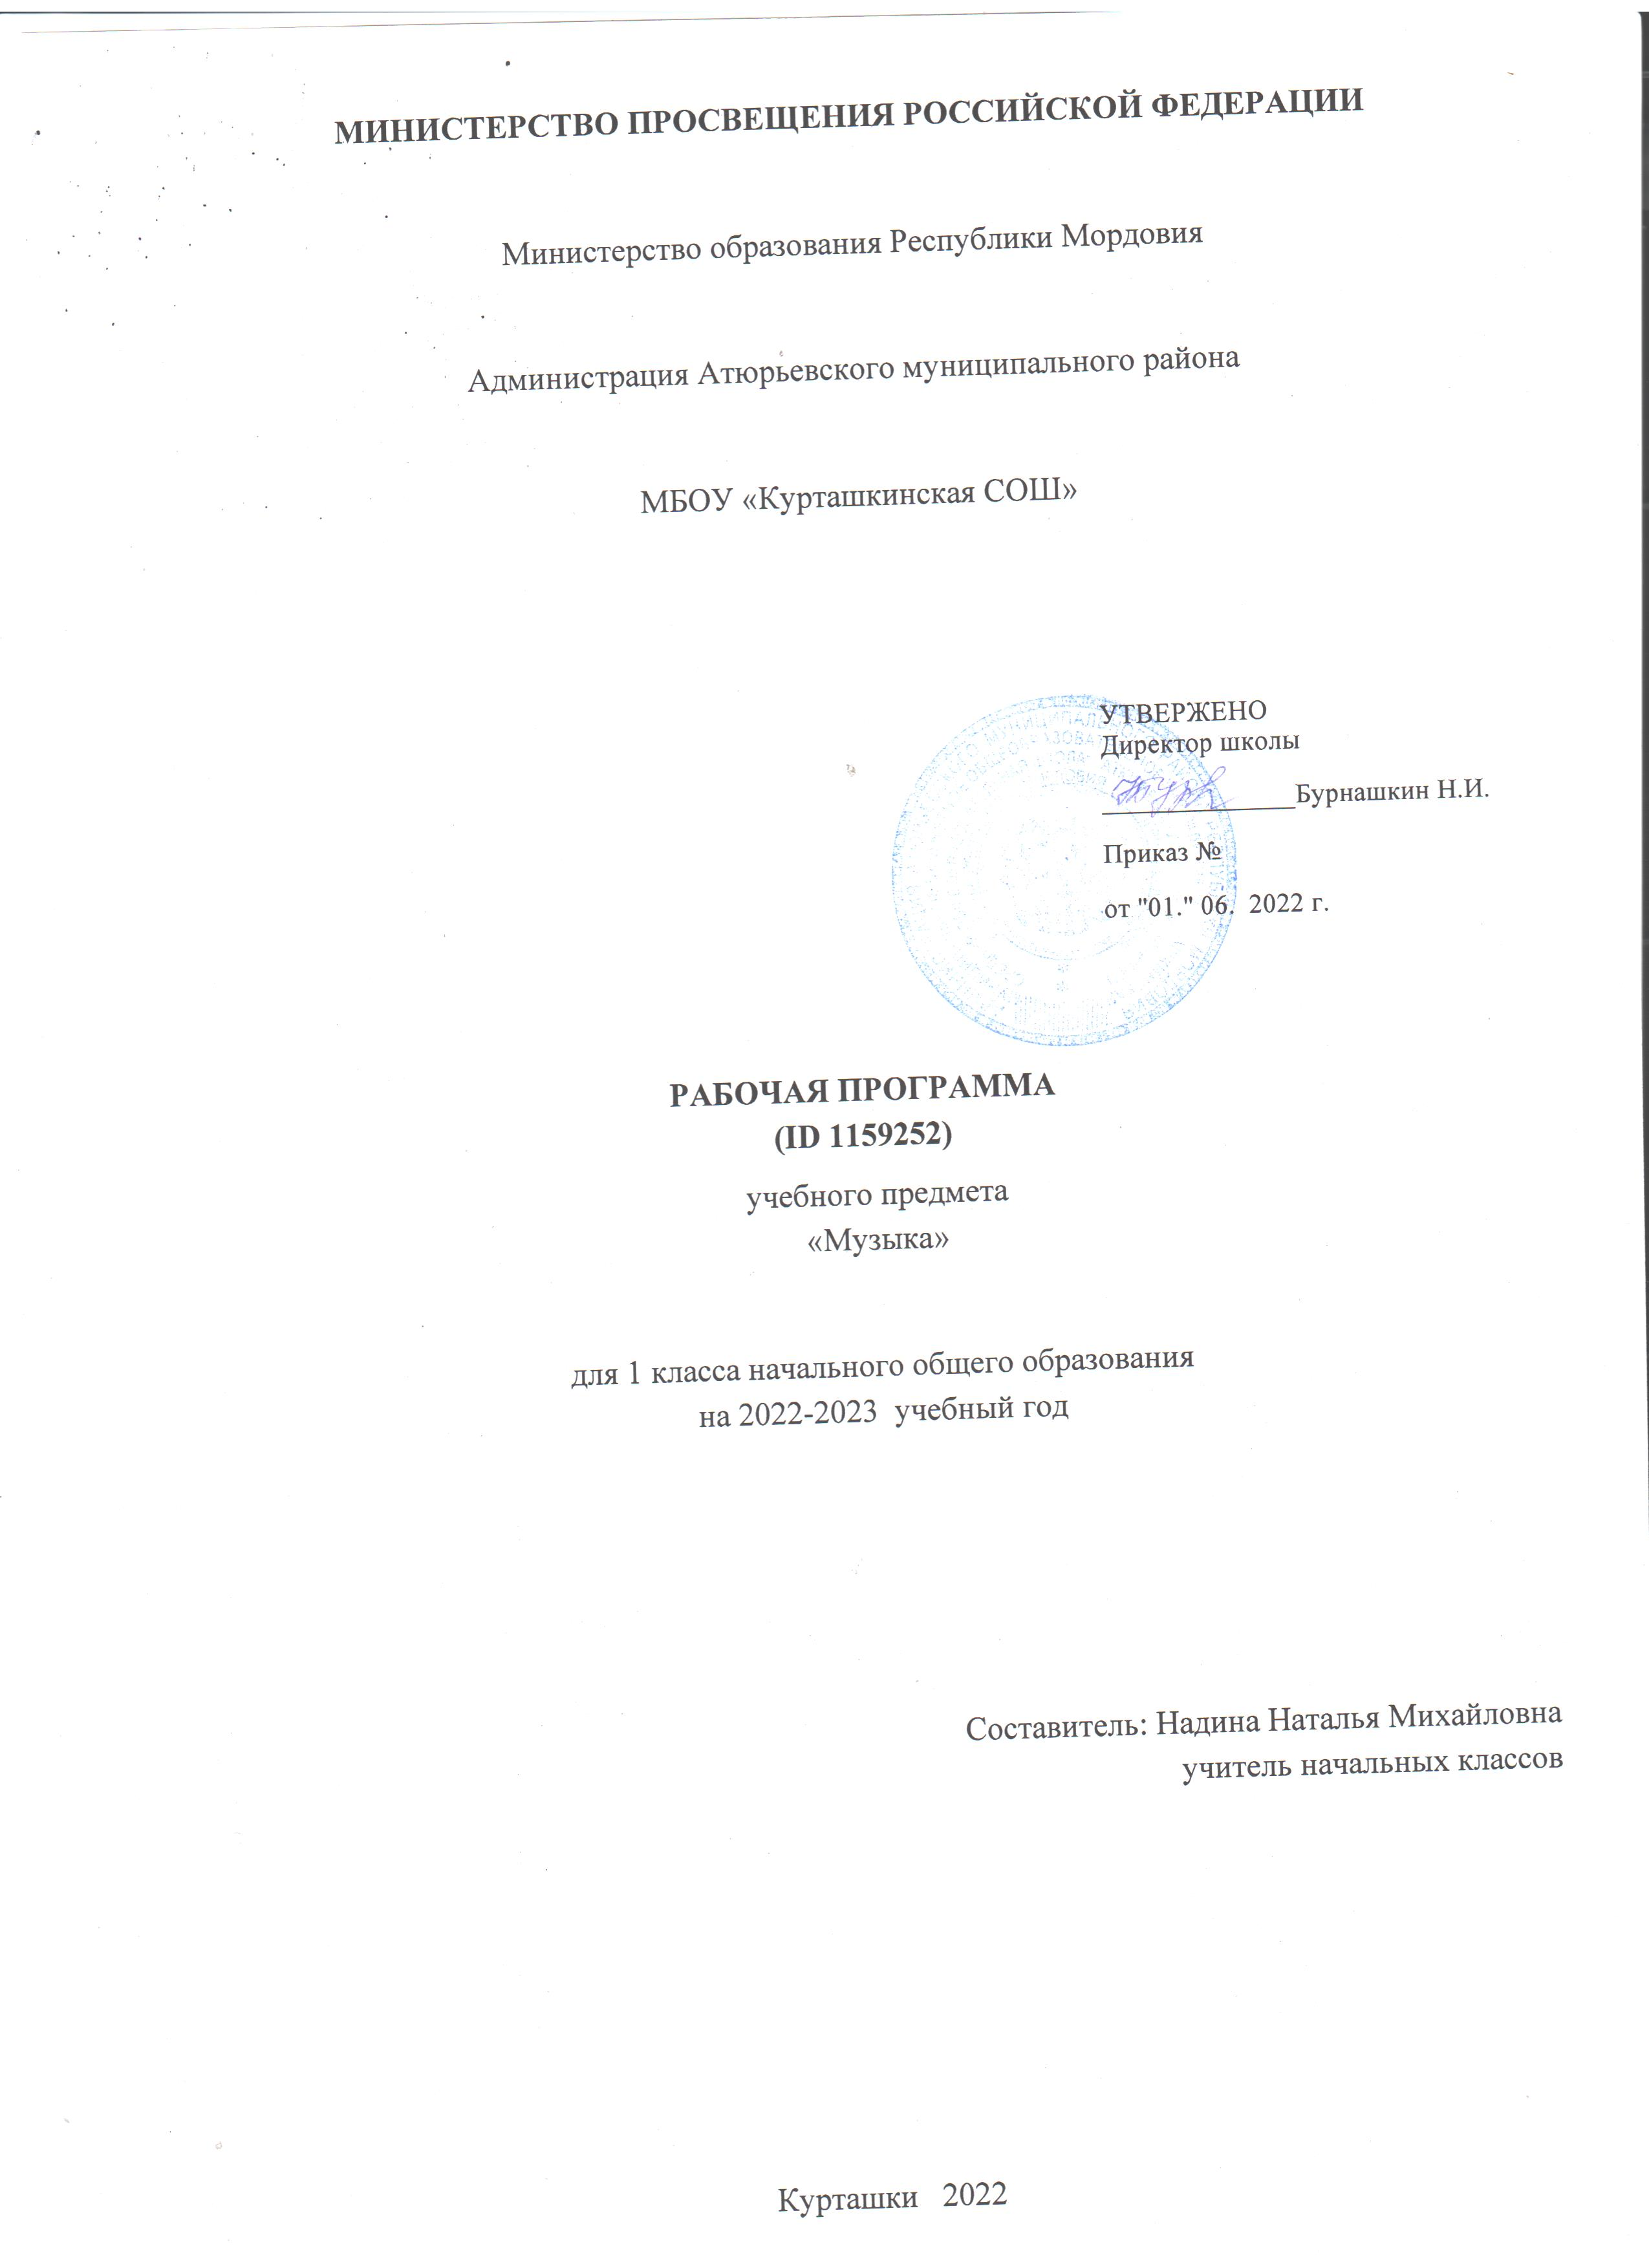 МИНИСТЕРСТВО ПРОСВЕЩЕНИЯ РОССИЙСКОЙ ФЕДЕРАЦИИ
Министерство образования Республики Мордовия
Администрация Атюрьевского муниципального района
МБОУ «Курташкинская СОШ»
УТВЕРЖЕНО
Директор школы
______________Бурнашкин Н.И.
Приказ №
от "01." 06.  2022 г.
РАБОЧАЯ ПРОГРАММА
(ID 1159252)
учебного предмета
«Музыка»
для 1 класса начального общего образования
на 2022-2023  учебный год
Составитель: Надина Наталья Михайловна
учитель начальных классов
Курташки   2022